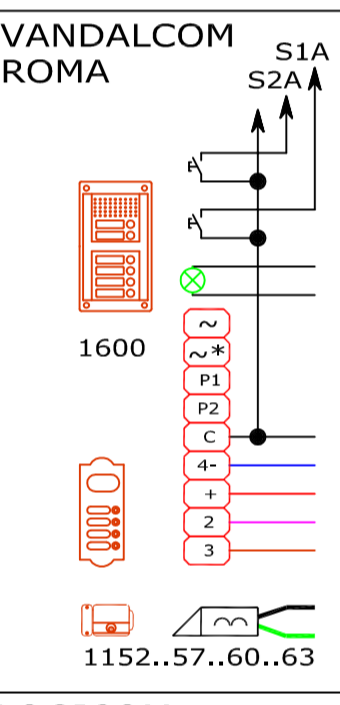 VANDALCOM
ROMA
S1A
S2A
1600
~
~*
P1
P2
C
4-
+
2
3
1152..57..60..63